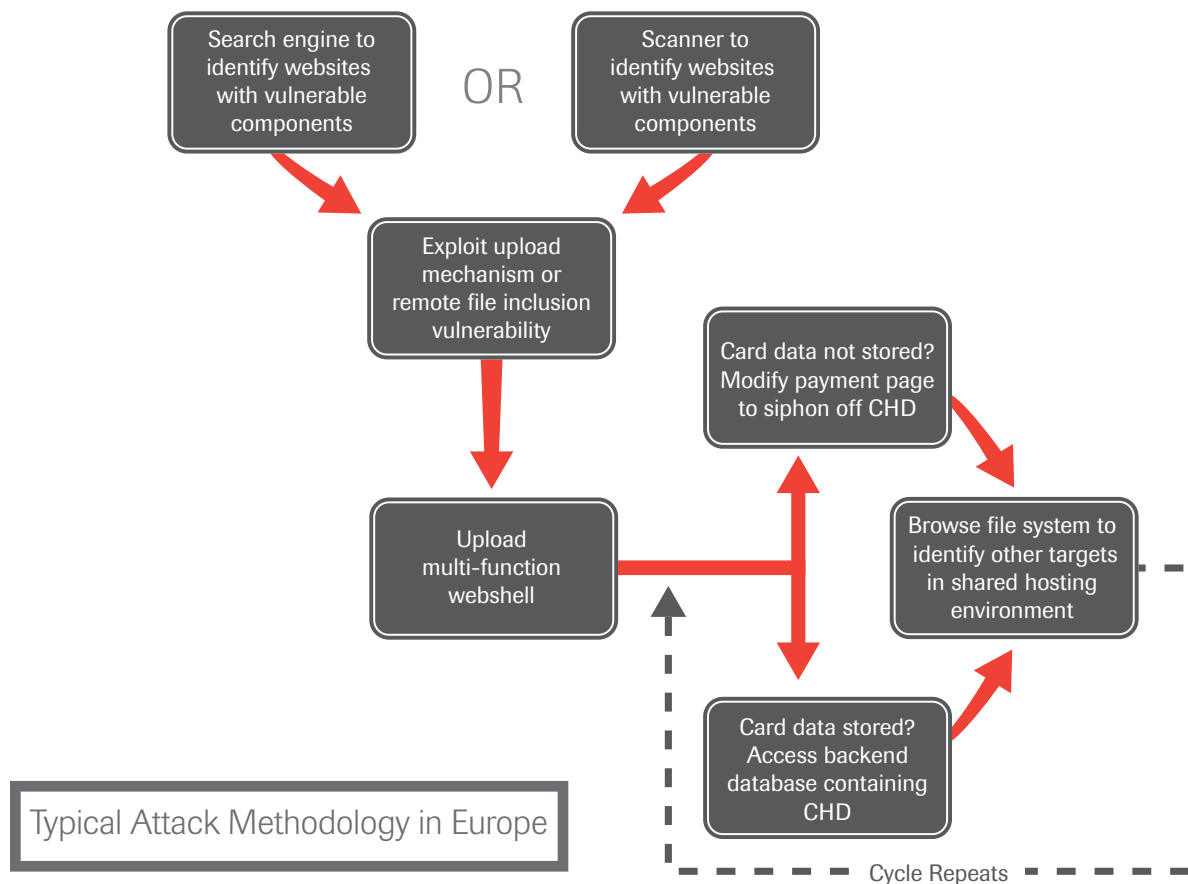 Search engine to
identify websites
with vulnerable
components
OR
Scanner to
identify websites
with vulnerable
components
Exploit upload
mechanism or
remote file inclusion
vulnerability
Card data not stored?
Modify payment page
to siphon off CHD
Upload
multi-function
webshell
Browse file system to
identify other targets
in shared hosting
environment
Card data stored?
Access backend
database containing
CHD
Typical Attack Methodology in Europe
Cycle Repeats